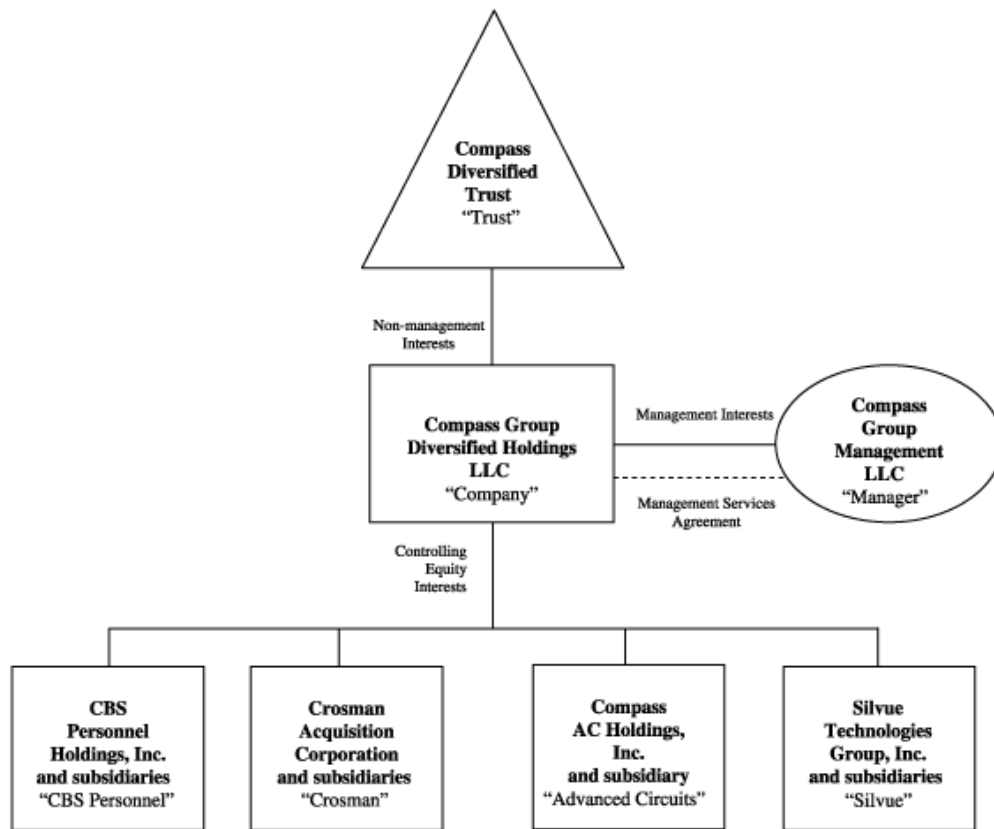 Compass
Diversified
Trust
“Trust”
Non-management
Interests
Compass Group
Diversified Holdings
LLC
“Company”
Management Interests
Management Services
Agreement
Compass
Group
Management
LLC
“Manager”
Controlling
Equity
Interests
CBS
Personnel
Holdings, Inc.
and subsidiaries
“CBS Personnel”
Crosman
Acquisition
Corporation
and subsidiaries
“Crosman”
Compass
AC Holdings,
Inc.
and subsidiary
“Advanced Circuits”
Silvue
Technologies
Group, Inc.
and subsidiaries
“Silvue”